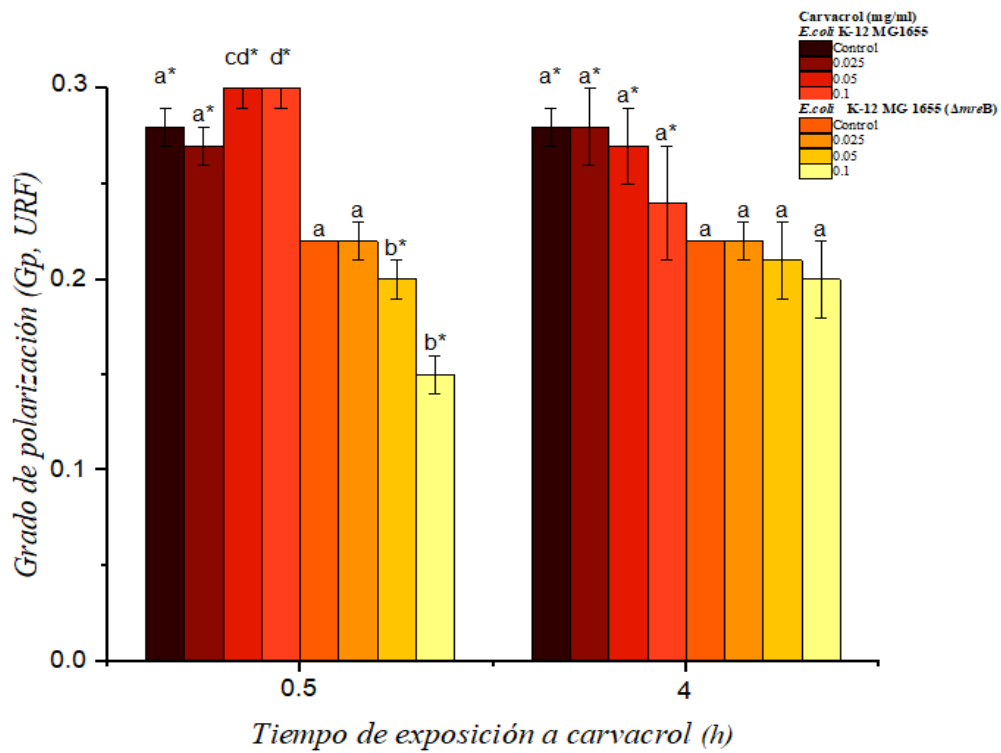 Carvacrol (mg/ml)
E.coli K-12 MG1655
Control
0.025
0.05
0.1
E.coli K-12 MG 1655 (ΔmreB)
Control
0.025
0.05
0.1
Grado de polarización (Gp, URF)
0.3
0.2
0.1
0.0
a* a* cd* d* a a b* b*
a* a* a* a* a a a a
0.5 4
Tiempo de exposición a carvacrol (h)